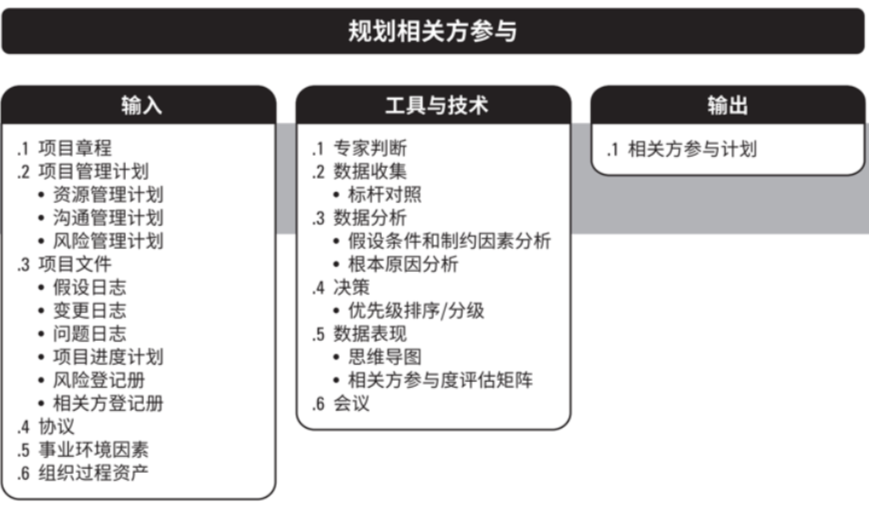 规划相关方参与
输入
.1 项目章程
.2 项目管理计划
• 资源管理计划
• 沟通管理计划
• 风险管理计划
.3 项目文件
• 假设日志
• 变更日志
• 问题日志
• 项目进度计划
• 风险登记册
• 相关方登记册
.4 协议
.5 事业环境因素
.6 组织过程资产
工具与技术
.1 专家判断
.2 数据收集
• 标杆对照
.3 数据分析
• 假设条件和制约因素分析
• 根本原因分析
.4 决策
• 优先级排序/分级
.5 数据表现
• 思维导图
• 相关方参与度评估矩阵
.6 会议
输出
.1 相关方参与计划